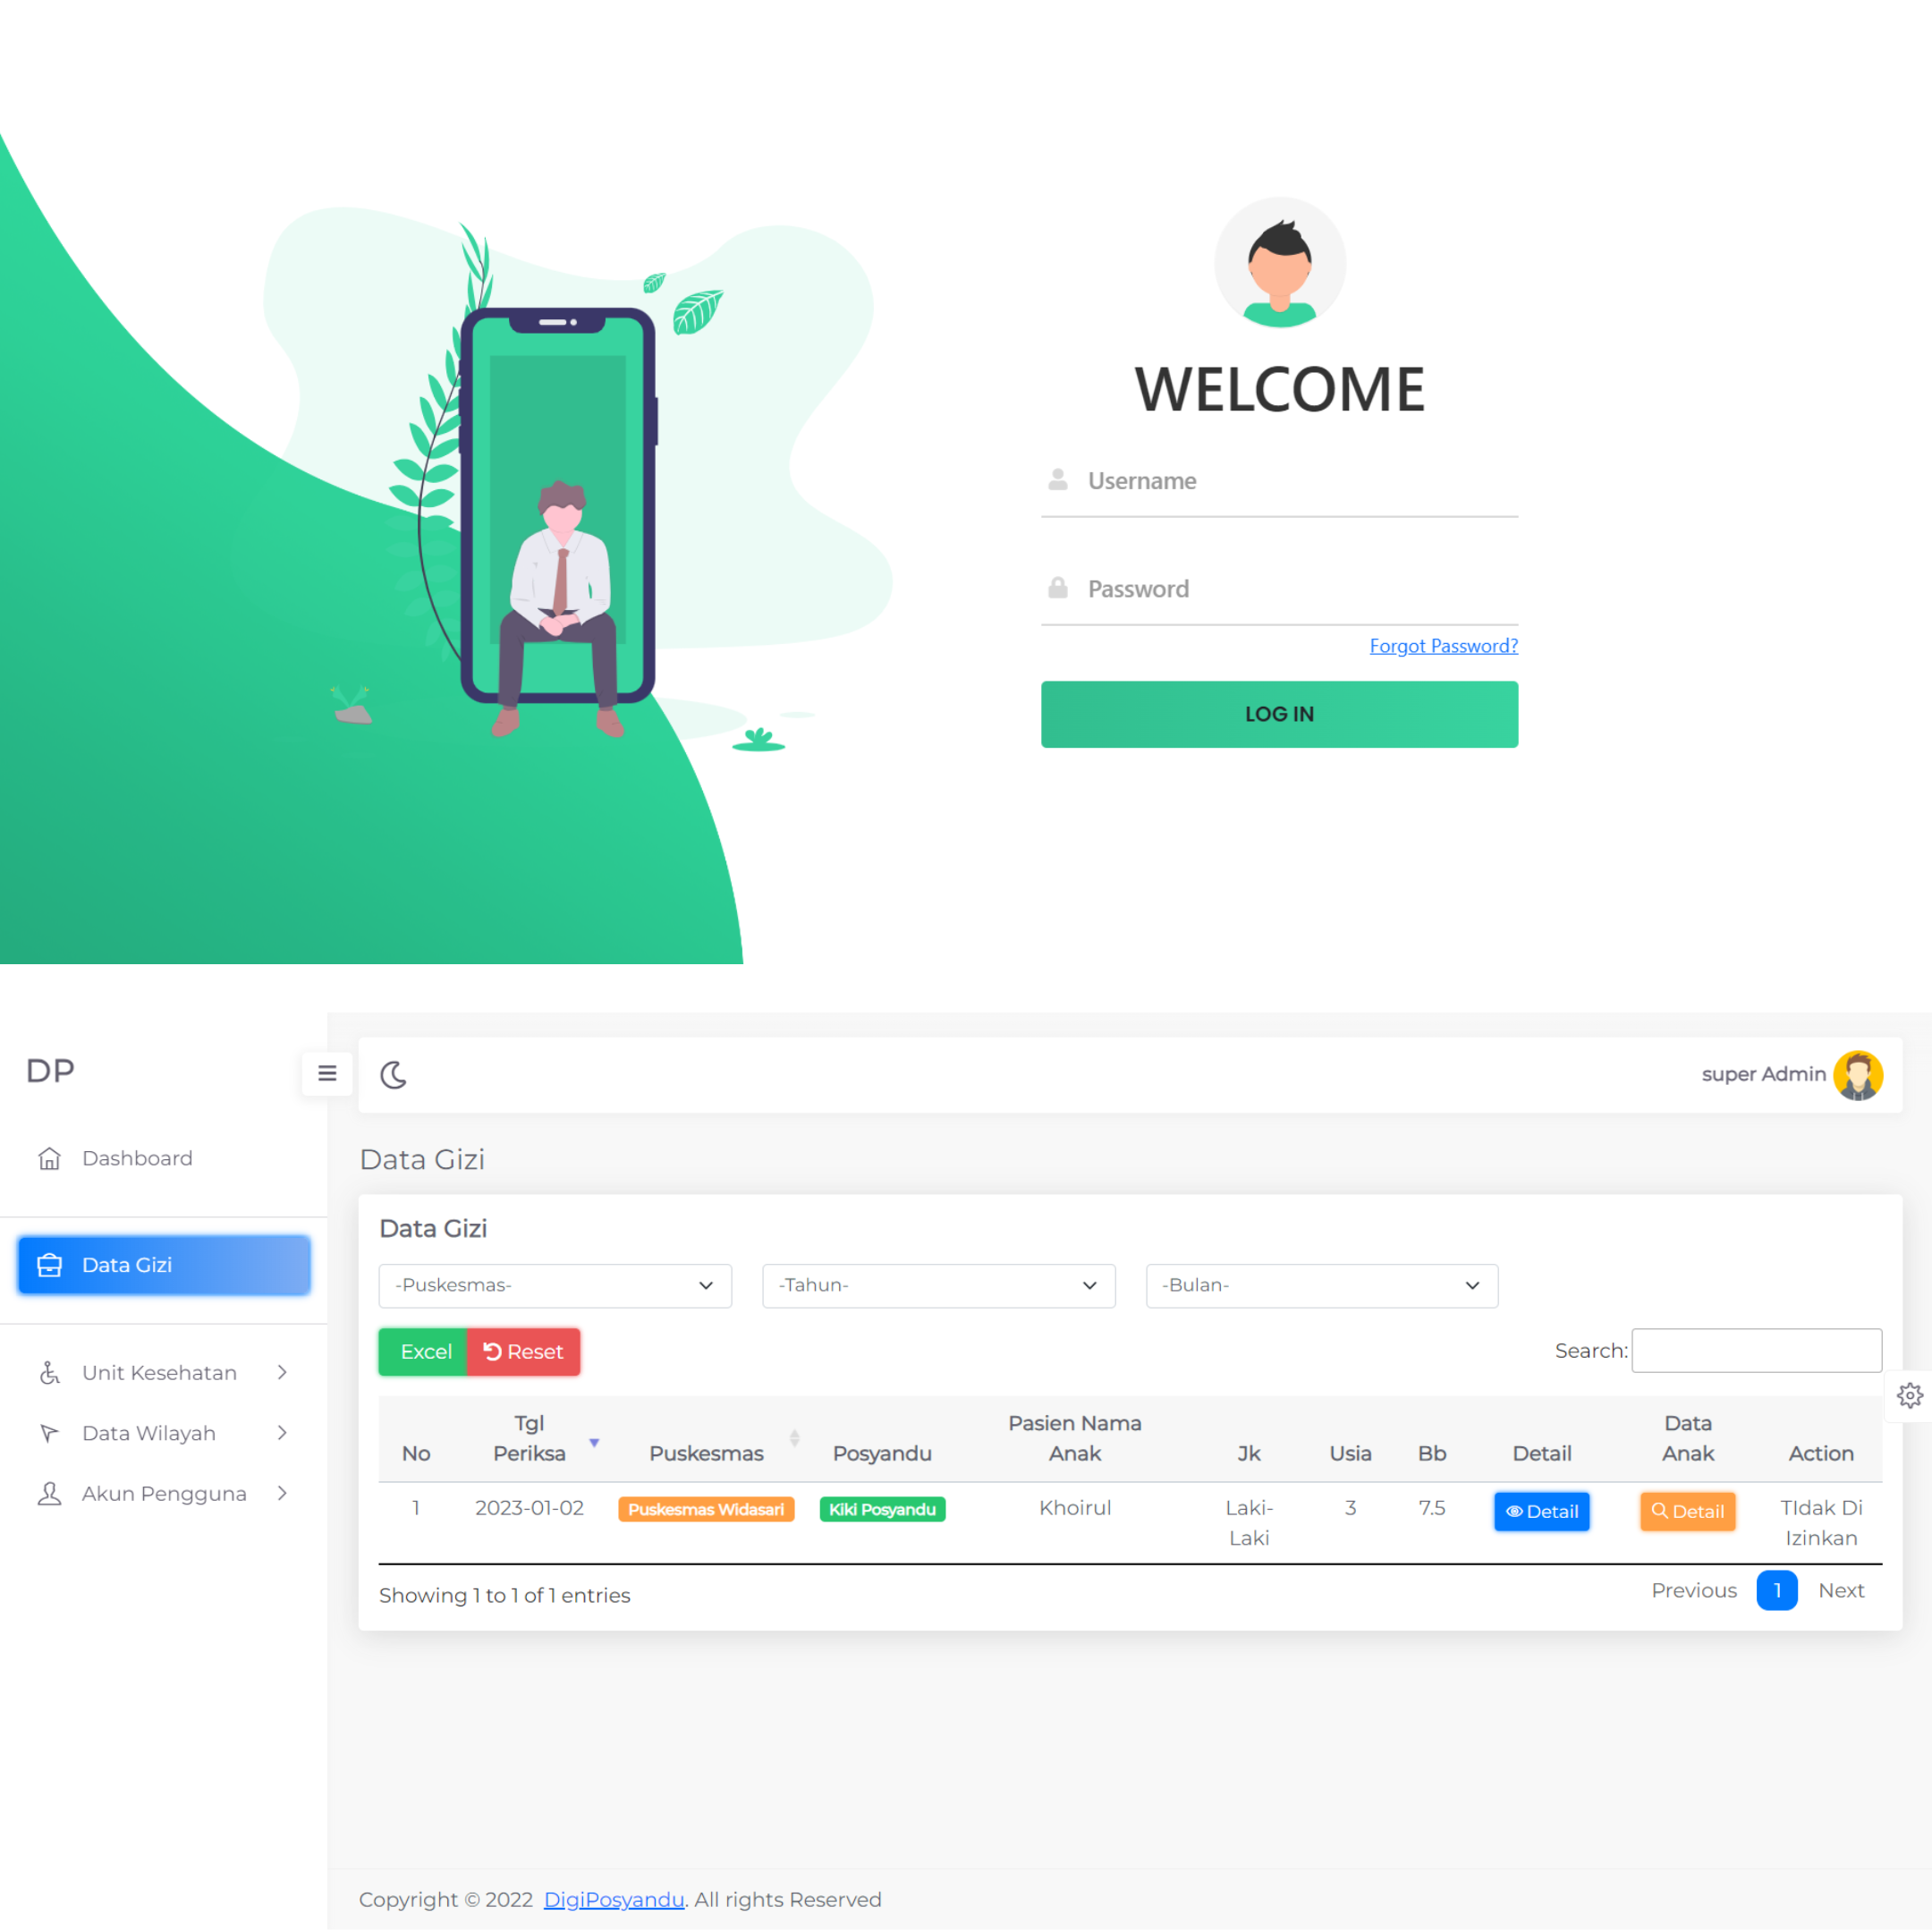 WELCOME
Username
Password
Forgot Password?
LOG IN
DP
super Admin
Dashboard
Data Gizi
Unit Kesehatan
Data Wilayah
Akun Pengguna
Data Gizi
Data Gizi
-Puskesmas- -Tahun- -Bulan-
Excel Reset Search:
Tgl Pasien Nama Data
No Periksa Puskesmas Posyandu Anak Jk Usia Bb Detail Anak Action
1 2023-01-02 Puskesmas Widasari Kiki Posyandu Khoirul Laki- 3 7.5 Detail Detail TIdak Di
Laki Izinkan
Showing 1 to 1 of 1 entries Previous 1 Next
Copyright © 2022 DigiPosyandu. All rights Reserved